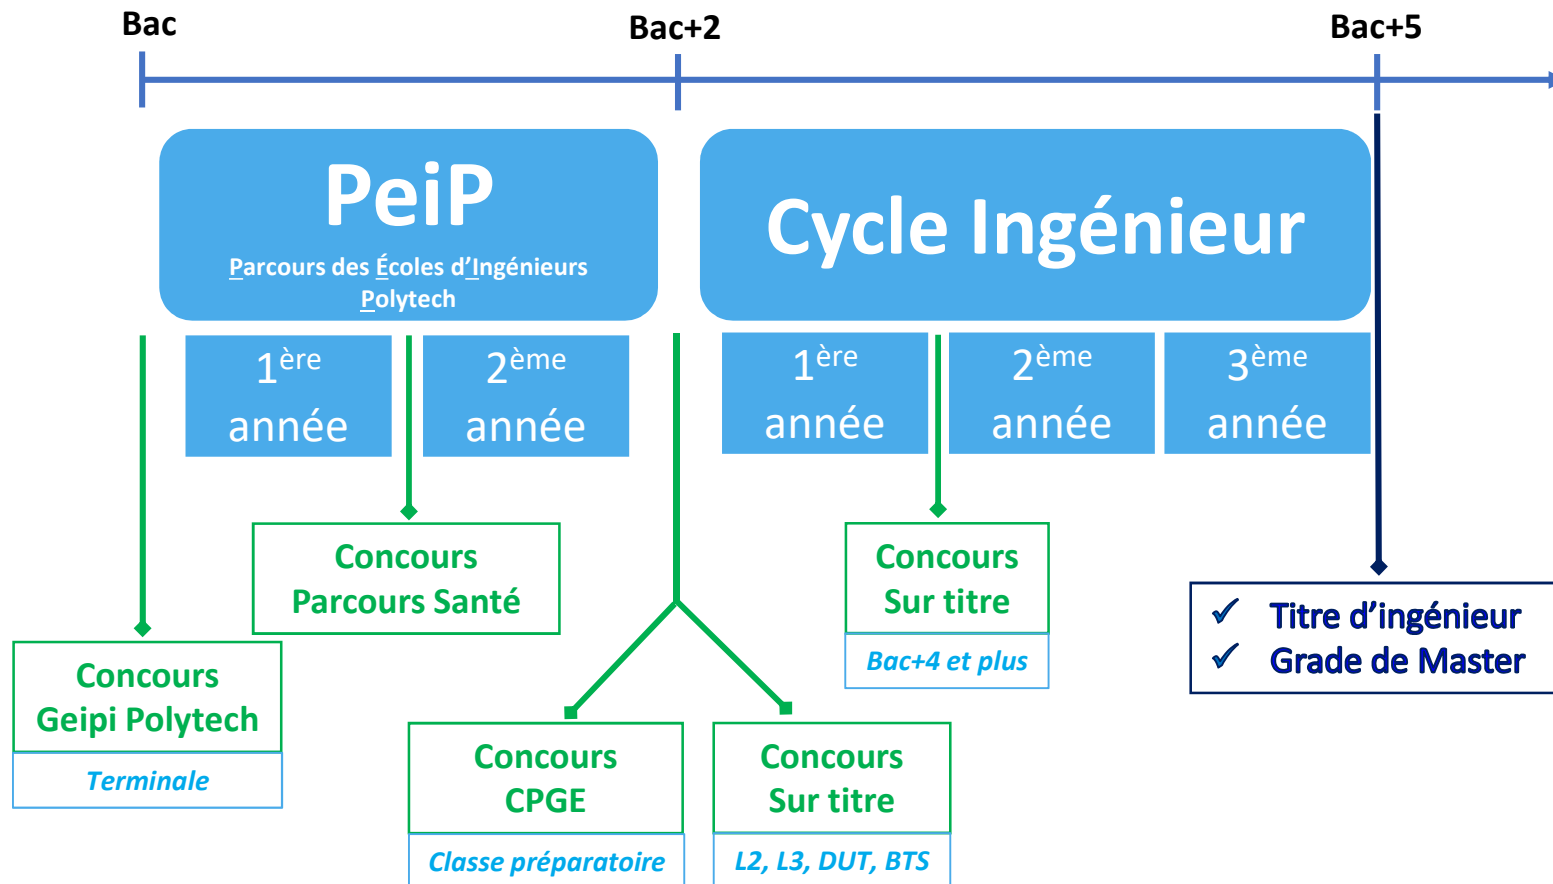 Bac
Bac+2
Bac+5
PeiP
Parcours des Écoles d'Ingénieurs
Polytech
Cycle Ingénieur
1ère
année
2ème
année
1ère
année
2ème
année
3ème
année
Concours
Parcours Santé
Concours
Sur titre
Bac+4 et plus
✓ Titre d'ingénieur
✓ Grade de Master
Concours
Geipi Polytech
Terminale
Concours
CPGE
Classe préparatoire
Concours
Sur titre
L2, L3, DUT, BTS